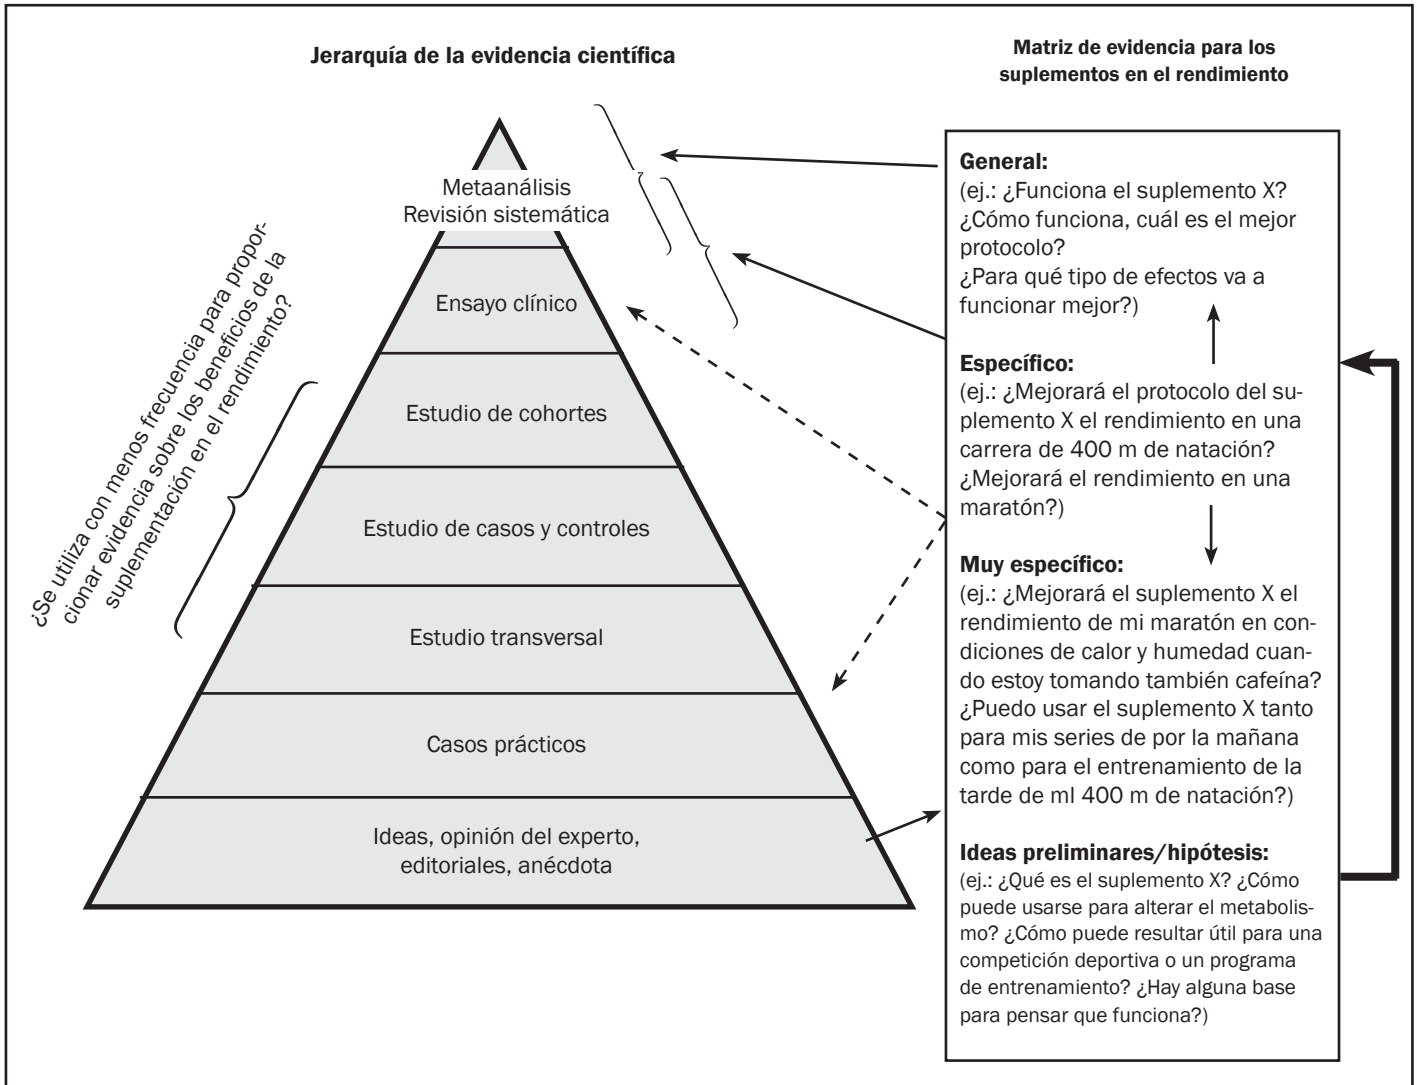 Jerarquía de la evidencia científica
Matriz de evidencia para los
suplementos en el rendimiento
Metaanálisis
Revisión sistemática
Ensayo clínico
Estudio de cohortes
Estudio de casos y controles
Estudio transversal
Casos prácticos
Ideas, opinión del experto,
editoriales, anécdota
¿Se utiliza con menos frecuencia para propor-
cionar evidencia sobre los beneficios de la
suplementación en el rendimiento?
General:
(ej.: ¿Funciona el suplemento X?
¿Cómo funciona, cuál es el mejor
protocolo?
¿Para qué tipo de efectos va a
funcionar mejor?)
Específico:
(ej.: ¿Mejorará el protocolo del su-
plemento X el rendimiento en una
carrera de 400 m de natación?
¿Mejorará el rendimiento en una
maratón?)
Muy específico:
(ej.: ¿Mejorará el suplemento X el
rendimiento de mi maratón en con-
diciones de calor y humedad cuan-
do estoy tomando también cafeína?
¿Puedo usar el suplemento X tanto
para mis series de por la mañana
como para el entrenamiento de la
tarde de ml 400 m de natación?)
Ideas preliminares/hipótesis:
(ej.: ¿Qué es el suplemento X? ¿Cómo
puede usarse para alterar el metabolis-
mo? ¿Cómo puede resultar útil para una
competición deportiva o un programa
de entrenamiento? ¿Hay alguna base
para pensar que funciona?)